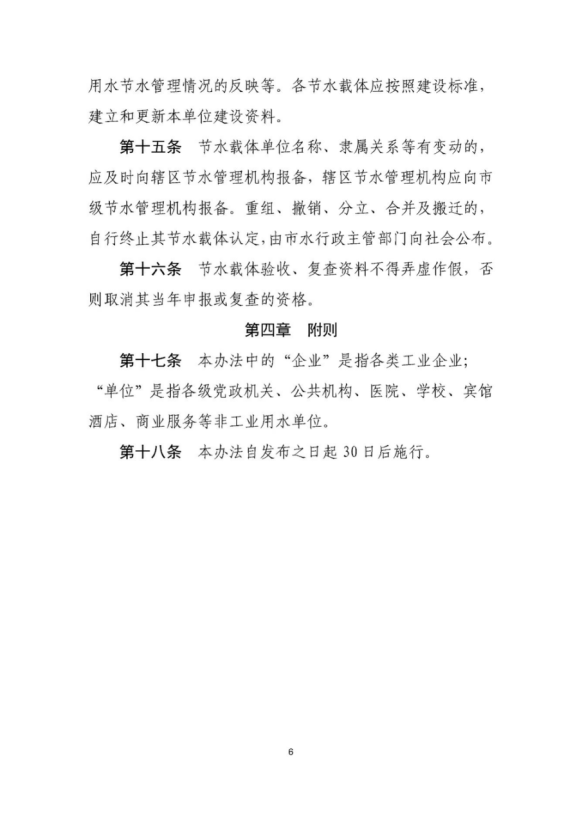 用水节水管理情况的反映等。各节水载体应按照建设标准，
建立和更新本单位建设资料。
第十五条　节水载体单位名称、隶属关系等有变动的，
应及时向辖区节水管理机构报备，辖区节水管理机构应向市
级节水管理机构报备。重组、撤销、分立、合并及搬迁的，
自行终止其节水载体认定，由市水行政主管部门向社会公布。
第十六条　节水载体验收、复查资料不得弄虚作假，否
则取消其当年申报或复查的资格。
第四章　附则
第十七条　本办法中的“企业”是指各类工业企业；
“单位”是指各级党政机关、公共机构、医院、学校、宾馆
酒店、商业服务等非工业用水单位。
第十八条　本办法自发布之日起 30 日后施行。
6